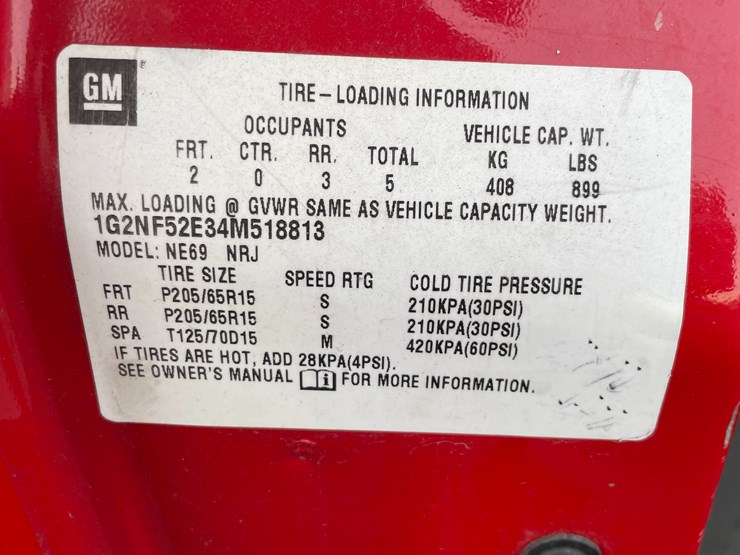 GM
TIRE-LOADING INFORMATION
OCCUPANTS VEHICLE CAP. WT.
FRT. CTR. RR. TOTAL KG LBS
2 0 3 5 408 899
MAX. LOADING @ GVWR SAME AS VEHICLE CAPACITY WEIGHT.
1G2NF52E34M518813
MODEL: NE69 NRJ
TIRE SIZE SPEED RTG COLD TIRE PRESSURE
FRT P205/65R15 S 210KPA(30PSI)
RR P205/65R15 S 210KPA(30PSI)
SPA T125/70D15 M 420KPA(60PSI)
IF TIRES ARE HOT, ADD 28KPA(4PSI).
SEE OWNER'S MANUAL i FOR MORE INFORMATION.